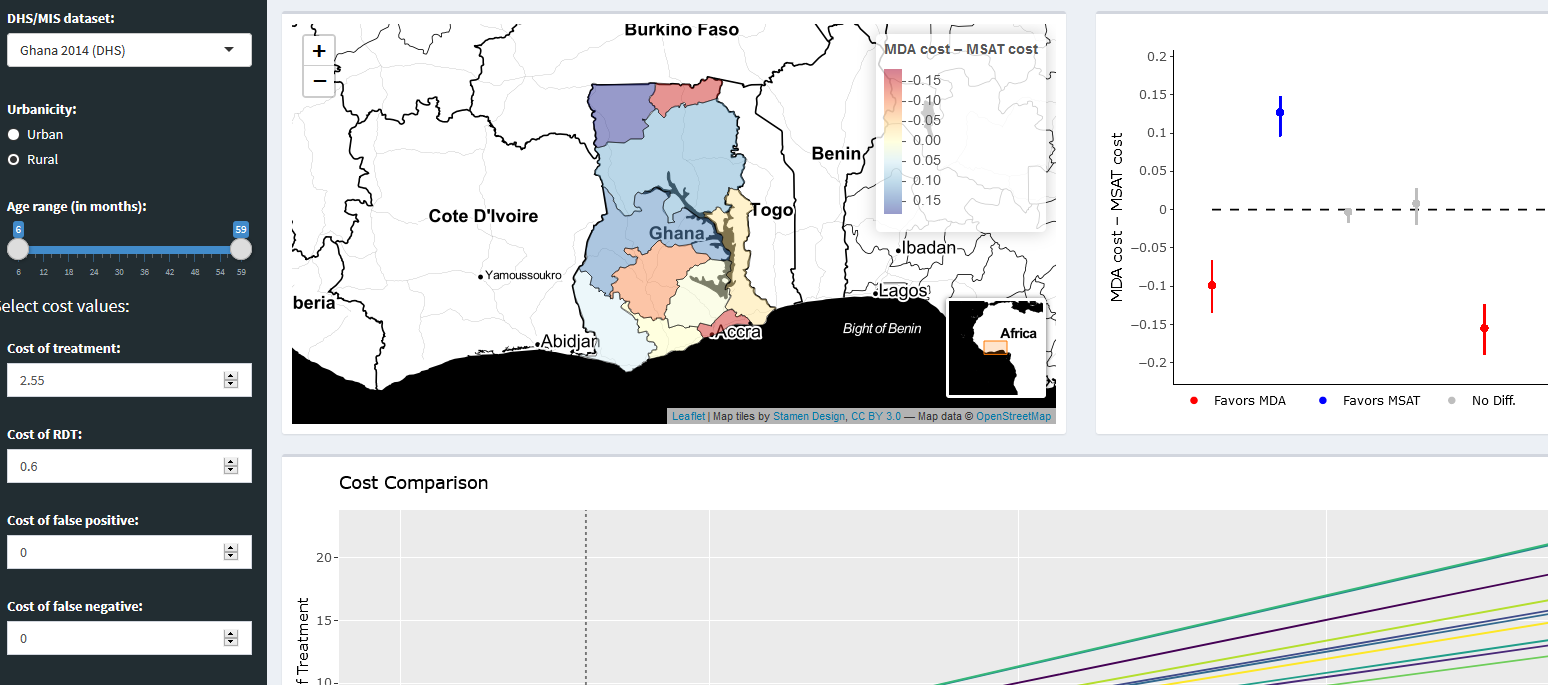 DHS/MIS dataset:
Ghana 2014 (DHS)
Urbanicity:
Urban
Rural
Age range (in months):
6
59
6 12 18 24 30 36 42 48 54 59
Select cost values:
Cost of treatment:
2.55
Cost of RDT:
0.6
Cost of false positive:
0
Cost of false negative:
0
+
−
Burkino Faso
Benin
Cote D'Ivoire
Togo
Ghana
Ibadan
Yamoussoukro
Lagos
beria
Abidjan
Accra
Bight of Benin
Africa
MDA cost – MSAT cost
-0.15
-0.10
-0.05
0.00
0.05
0.10
0.15
Leaflet | Map tiles by Stamen Design, CC BY 3.0 — Map data © OpenStreetMap
MDA cost − MSAT cost
0.2
0.15
0.1
0.05
0
−0.05
−0.1
−0.15
−0.2
Favors MDA
Favors MSAT
No Diff.
Cost Comparison
f Treatment
20
15
10